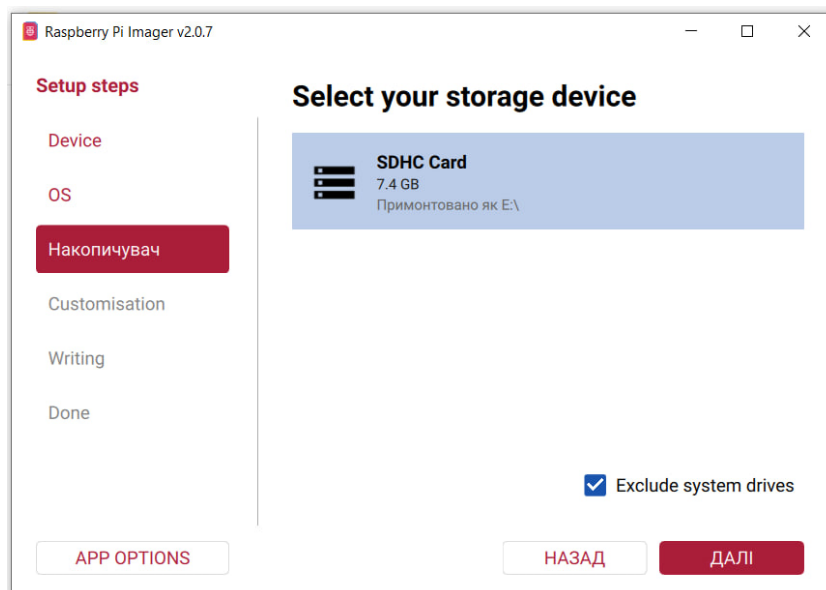 Raspberry Pi Imager v2.0.7
Setup steps
Device
OS
Накопичувач
Customisation
Writing
Done
APP OPTIONS
Select your storage device
SDHC Card
7.4 GB
Примонтовано як E:\
Exclude system drives
НАЗАД
ДАЛІ